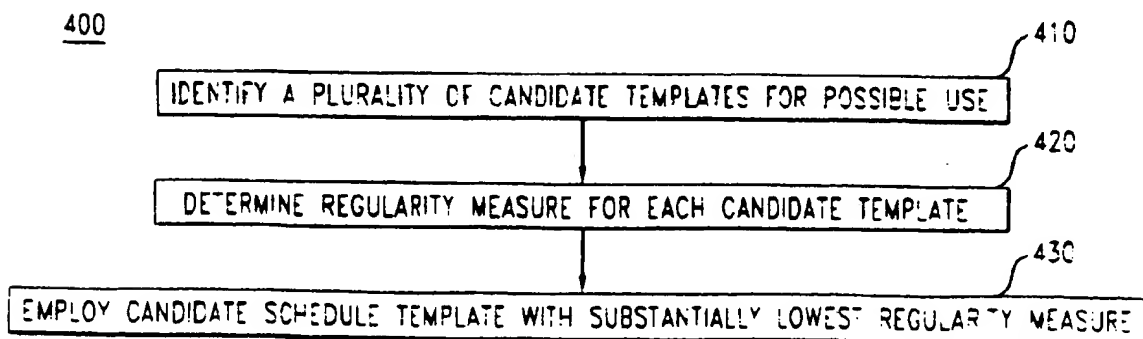 400
410
IDENTIFY A PLURALITY OF CANDIDATE TEMPLATES FOR POSSIBLE USE
420
DETERMINE REGULARITY MEASURE FOR EACH CANDIDATE TEMPLATE
430
EMPLOY CANDIDATE SCHEDULE TEMPLATE WITH SUBSTANTIALLY LOWEST REGULARITY MEASURE